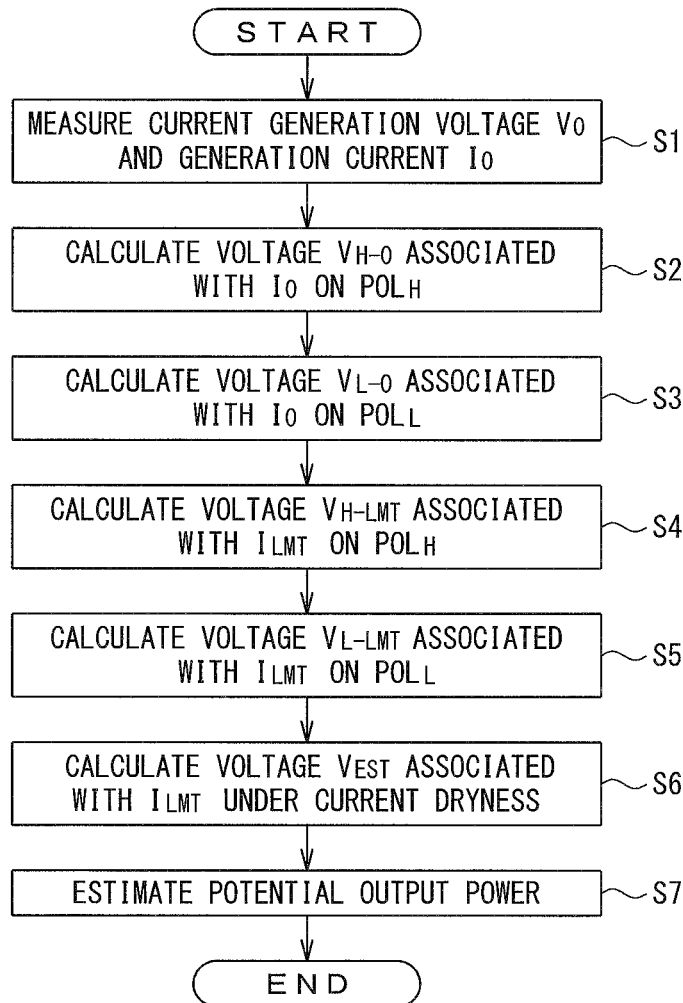 START
MEASURE CURRENT GENERATION VOLTAGE V0
AND GENERATION CURRENT I0
S1
CALCULATE VOLTAGE VH-0 ASSOCIATED
WITH I0 ON POLH
S2
CALCULATE VOLTAGE VL-0 ASSOCIATED
WITH I0 ON POLL
S3
CALCULATE VOLTAGE VH-LMT ASSOCIATED
WITH ILMT ON POLH
S4
CALCULATE VOLTAGE VL-LMT ASSOCIATED
WITH ILMT ON POLL
S5
CALCULATE VOLTAGE VEST ASSOCIATED
WITH ILMT UNDER CURRENT DRYNESS
S6
ESTIMATE POTENTIAL OUTPUT POWER
S7
END